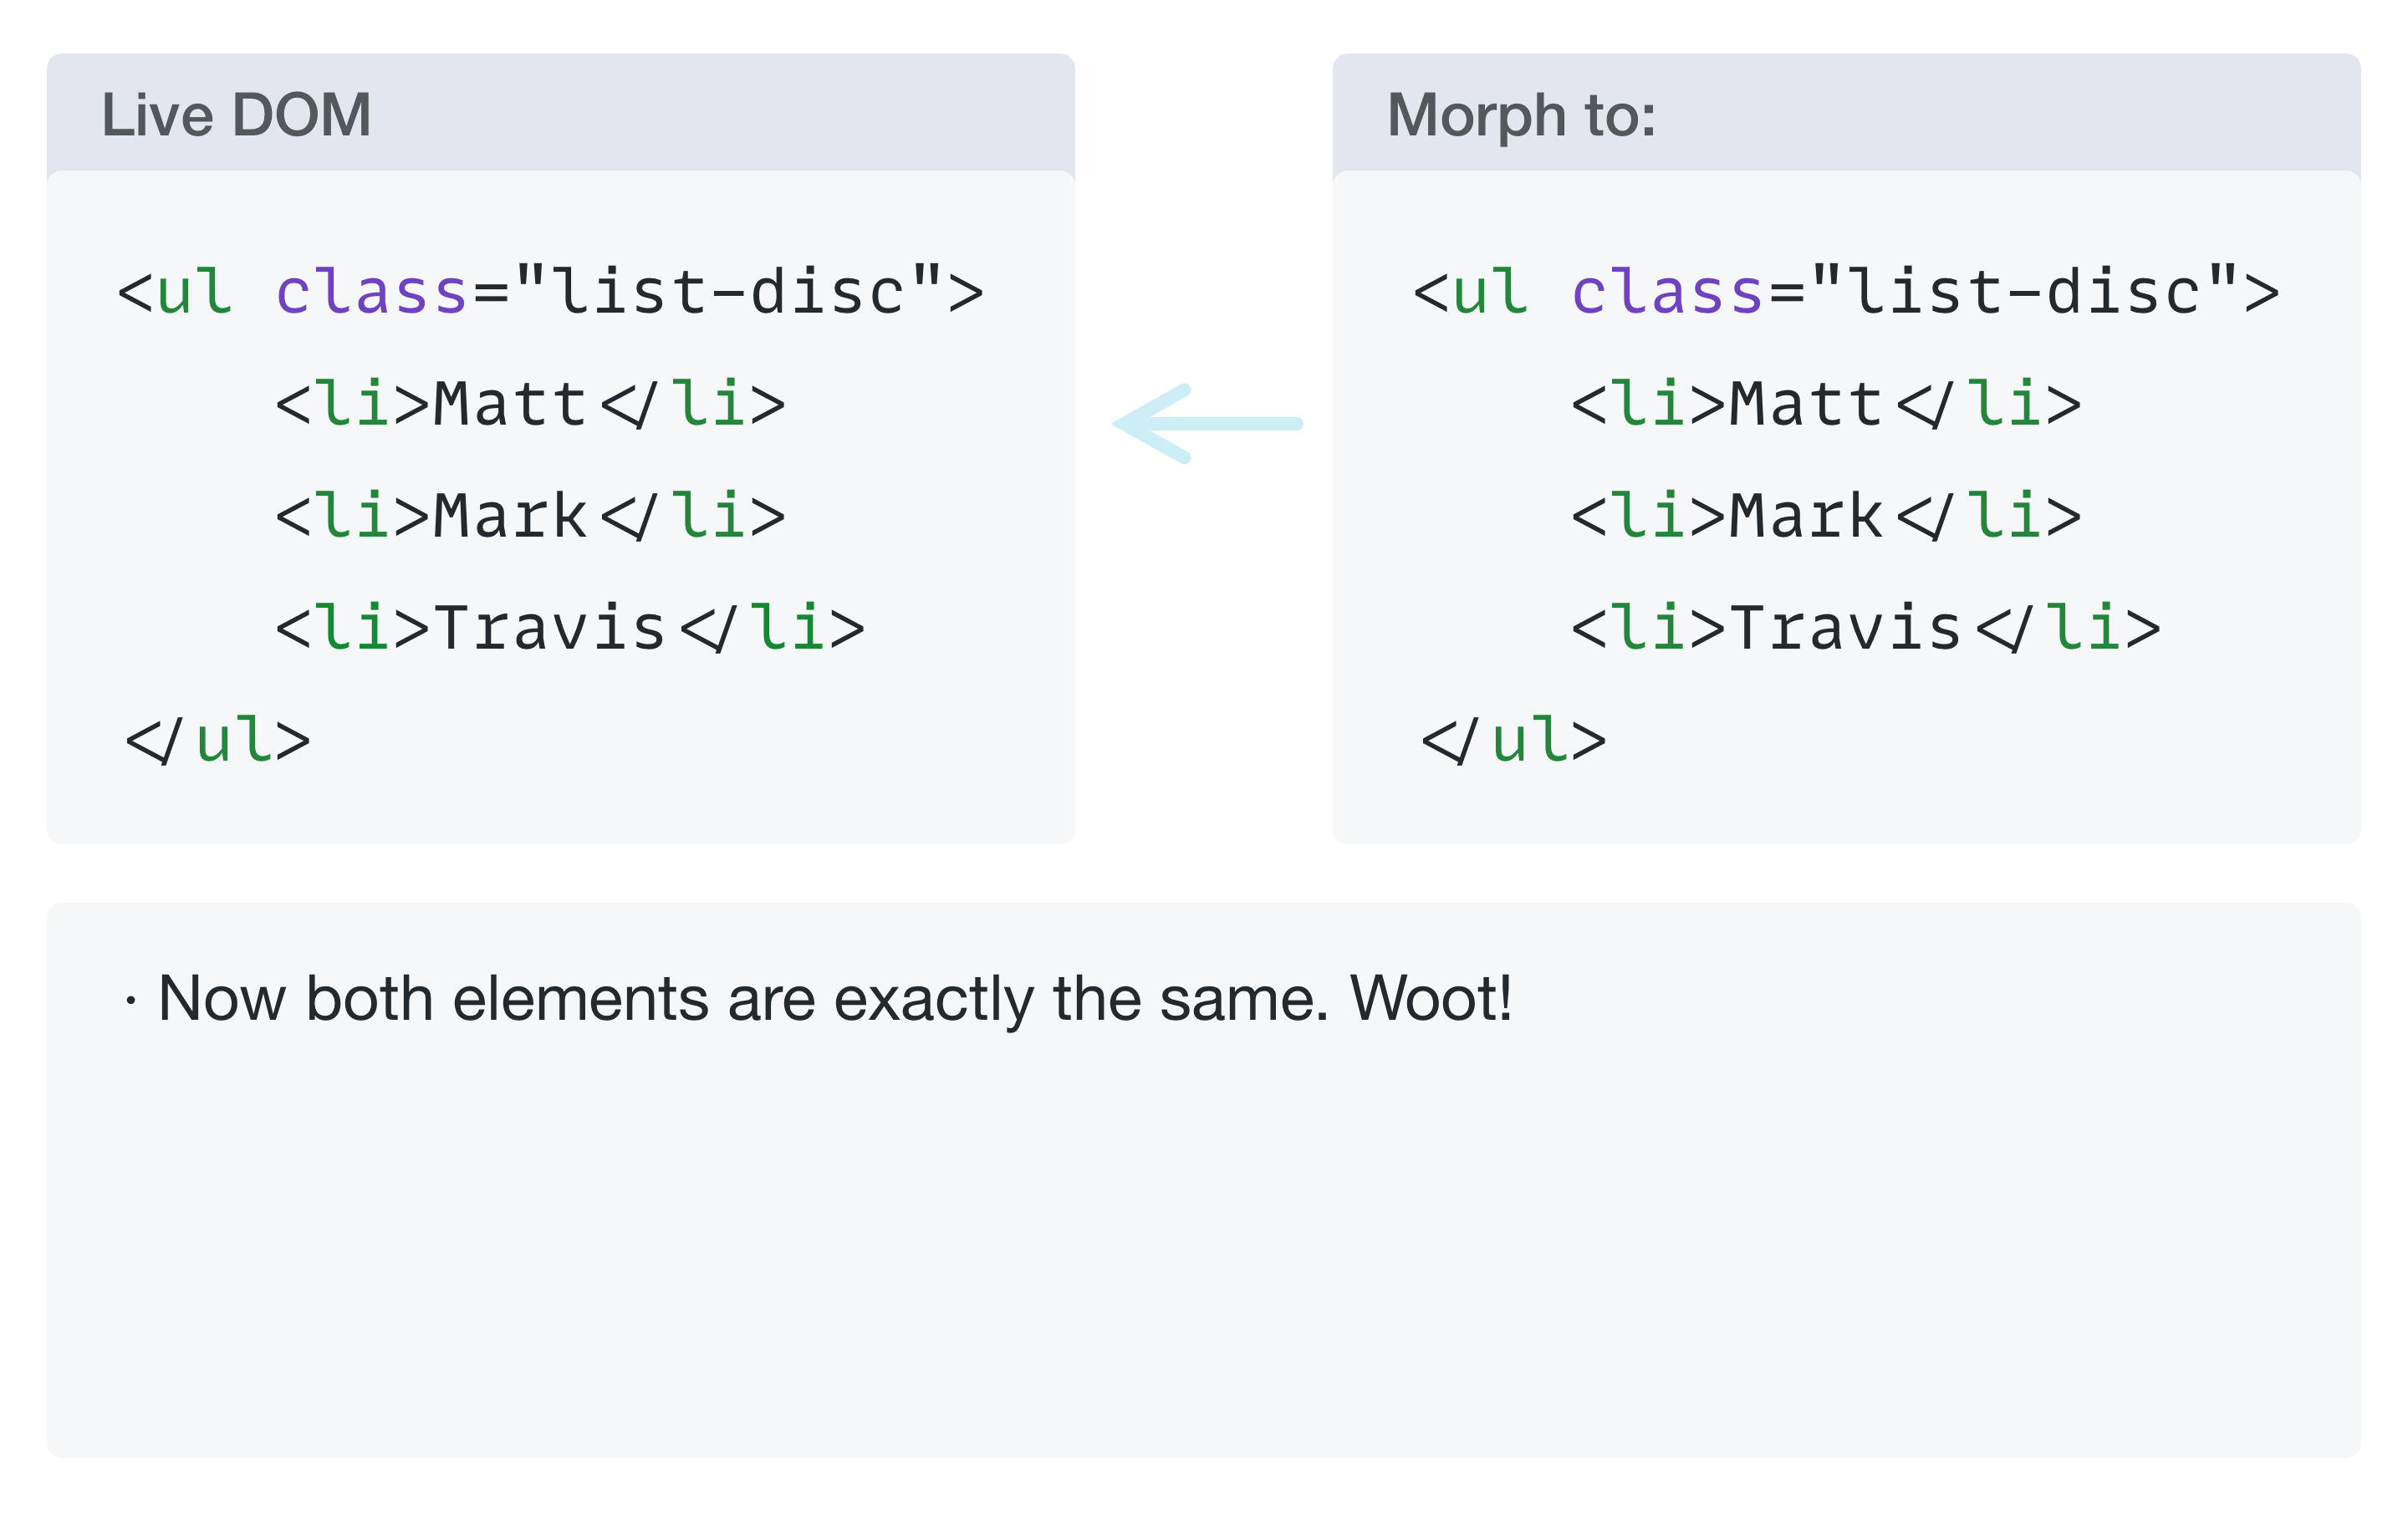 Live DOM
<ul class="list-disc">
<li>Matt</li>
<li>Mark</li>
<li>Travis</li>
</ul>
Morph to:
<ul class="list-disc">
<li>Matt</li>
<li>Mark</li>
<li>Travis</li>
</ul>
· Now both elements are exactly the same. Woot!